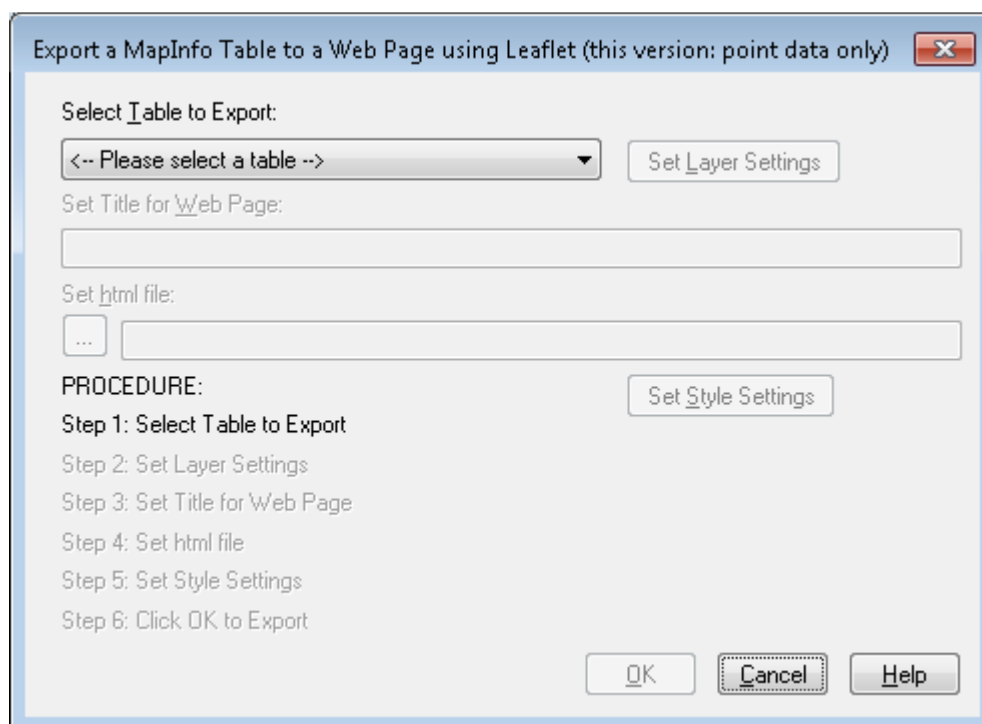 Export a MapInfo Table to a Web Page using Leaflet (this version: point data only)
Select Table to Export:
<-- Please select a table -->
Set Layer Settings
Set Title for Web Page:
Set html file:
...
PROCEDURE:
Set Style Settings
Step 1: Select Table to Export
Step 2: Set Layer Settings
Step 3: Set Title for Web Page
Step 4: Set html file
Step 5: Set Style Settings
Step 6: Click OK to Export
OK
Cancel
Help